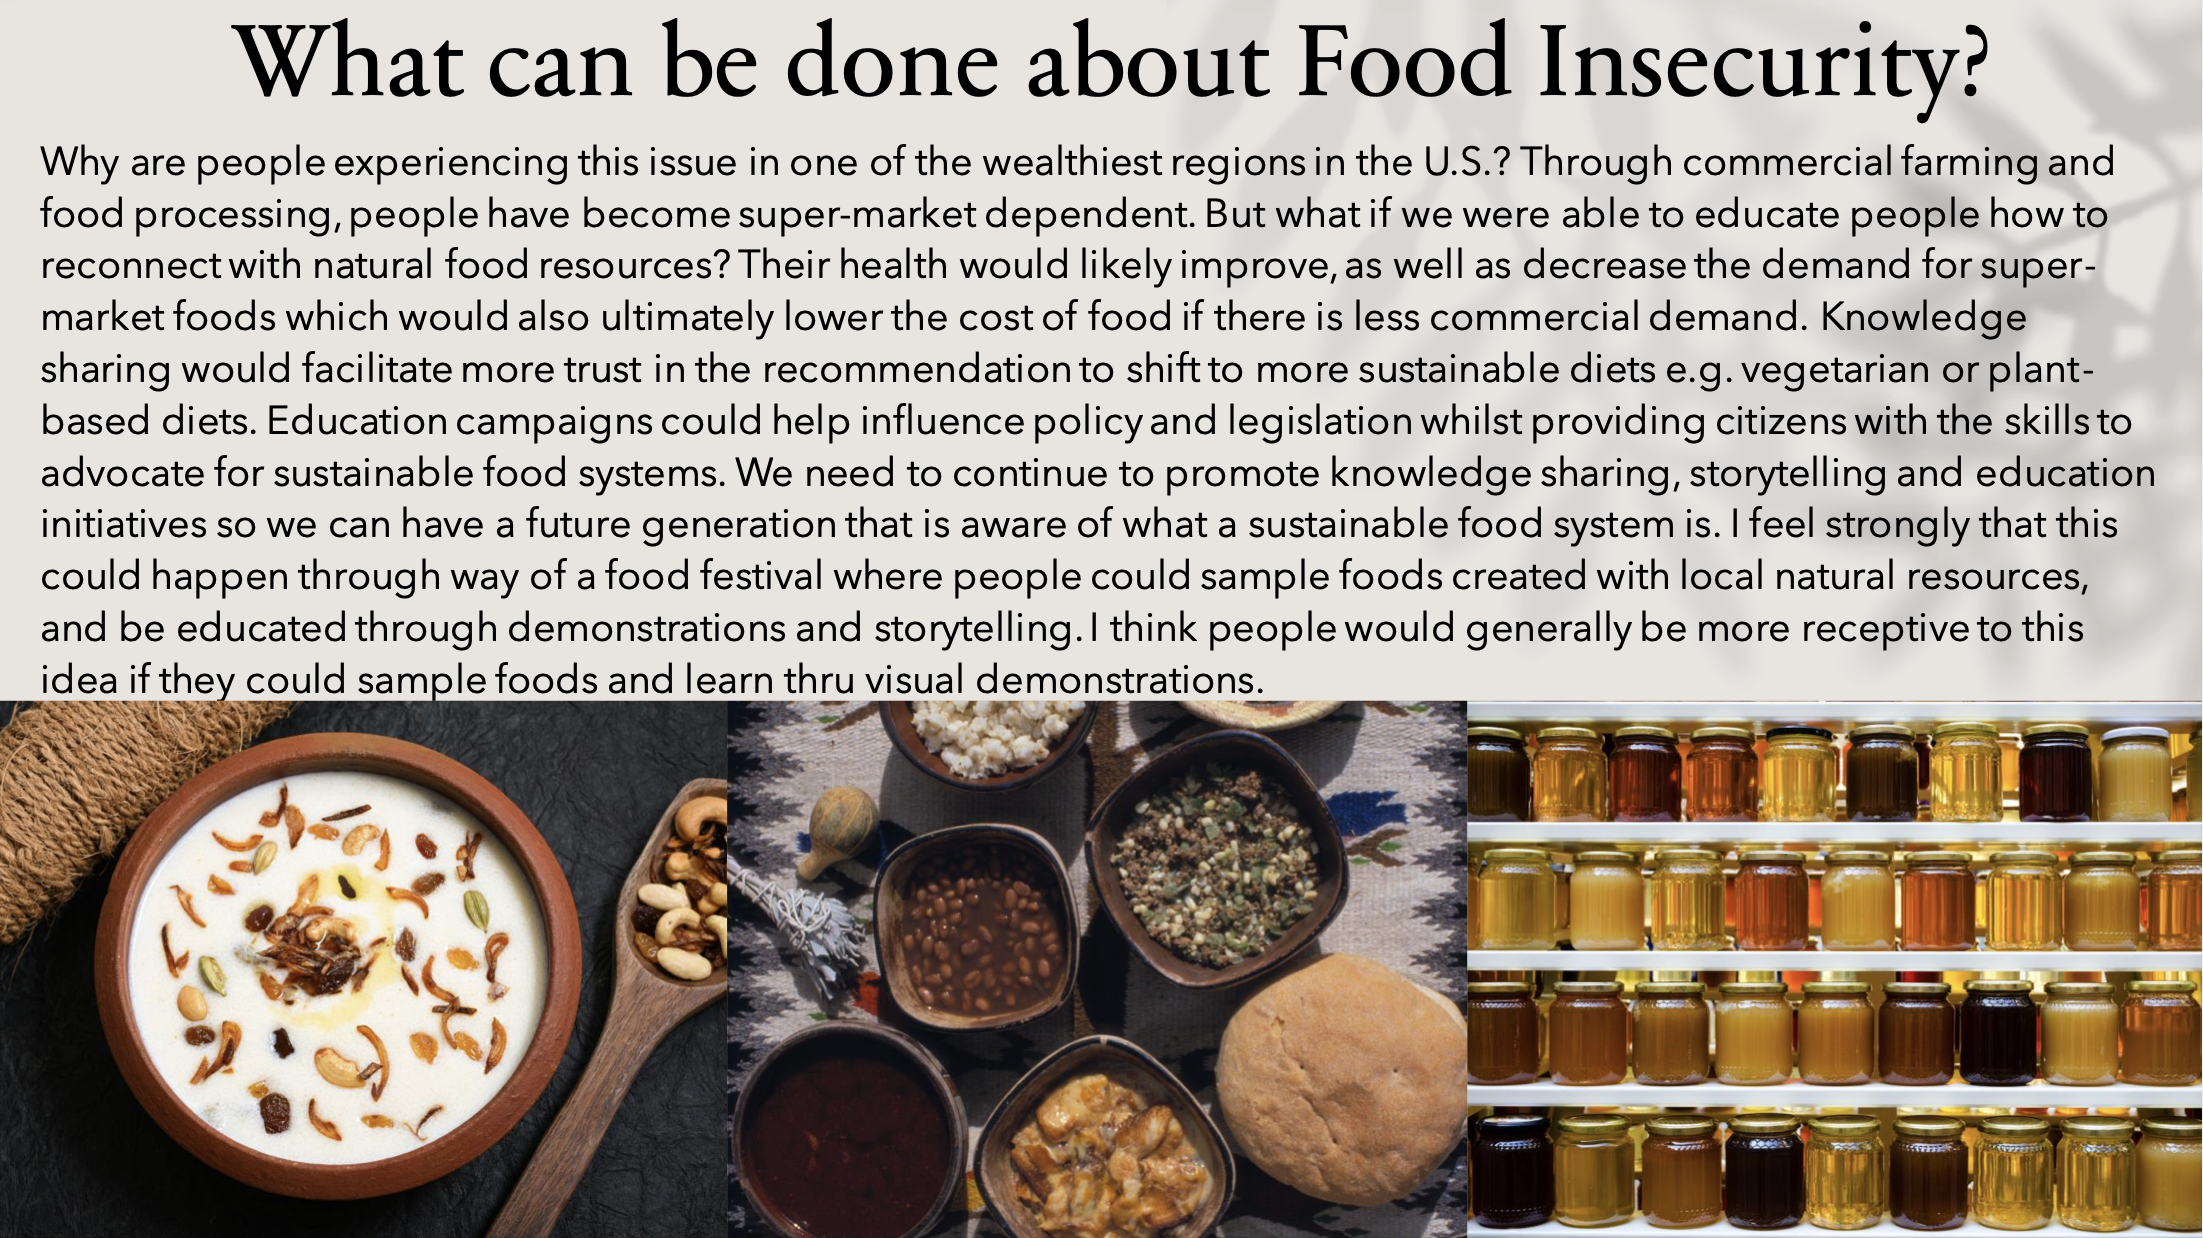 What can be done about Food Insecurity?
Why are people experiencing this issue in one of the wealthiest regions in the U.S.? Through commercial farming and
food processing, people have become super-market dependent. But what if we were able to educate people how to
reconnect with natural food resources? Their health would likely improve, as well as decrease the demand for super-
market foods which would also ultimately lower the cost of food if there is less commercial demand. Knowledge
sharing would facilitate more trust in the recommendation to shift to more sustainable diets e.g. vegetarian or plant-
based diets. Education campaigns could help influence policy and legislation whilst providing citizens with the skills to
advocate for sustainable food systems. We need to continue to promote knowledge sharing, storytelling and education
initiatives so we can have a future generation that is aware of what a sustainable food system is. I feel strongly that this
could happen through way of a food festival where people could sample foods created with local natural resources,
and be educated through demonstrations and storytelling. I think people would generally be more receptive to this
idea if they could sample foods and learn thru visual demonstrations.